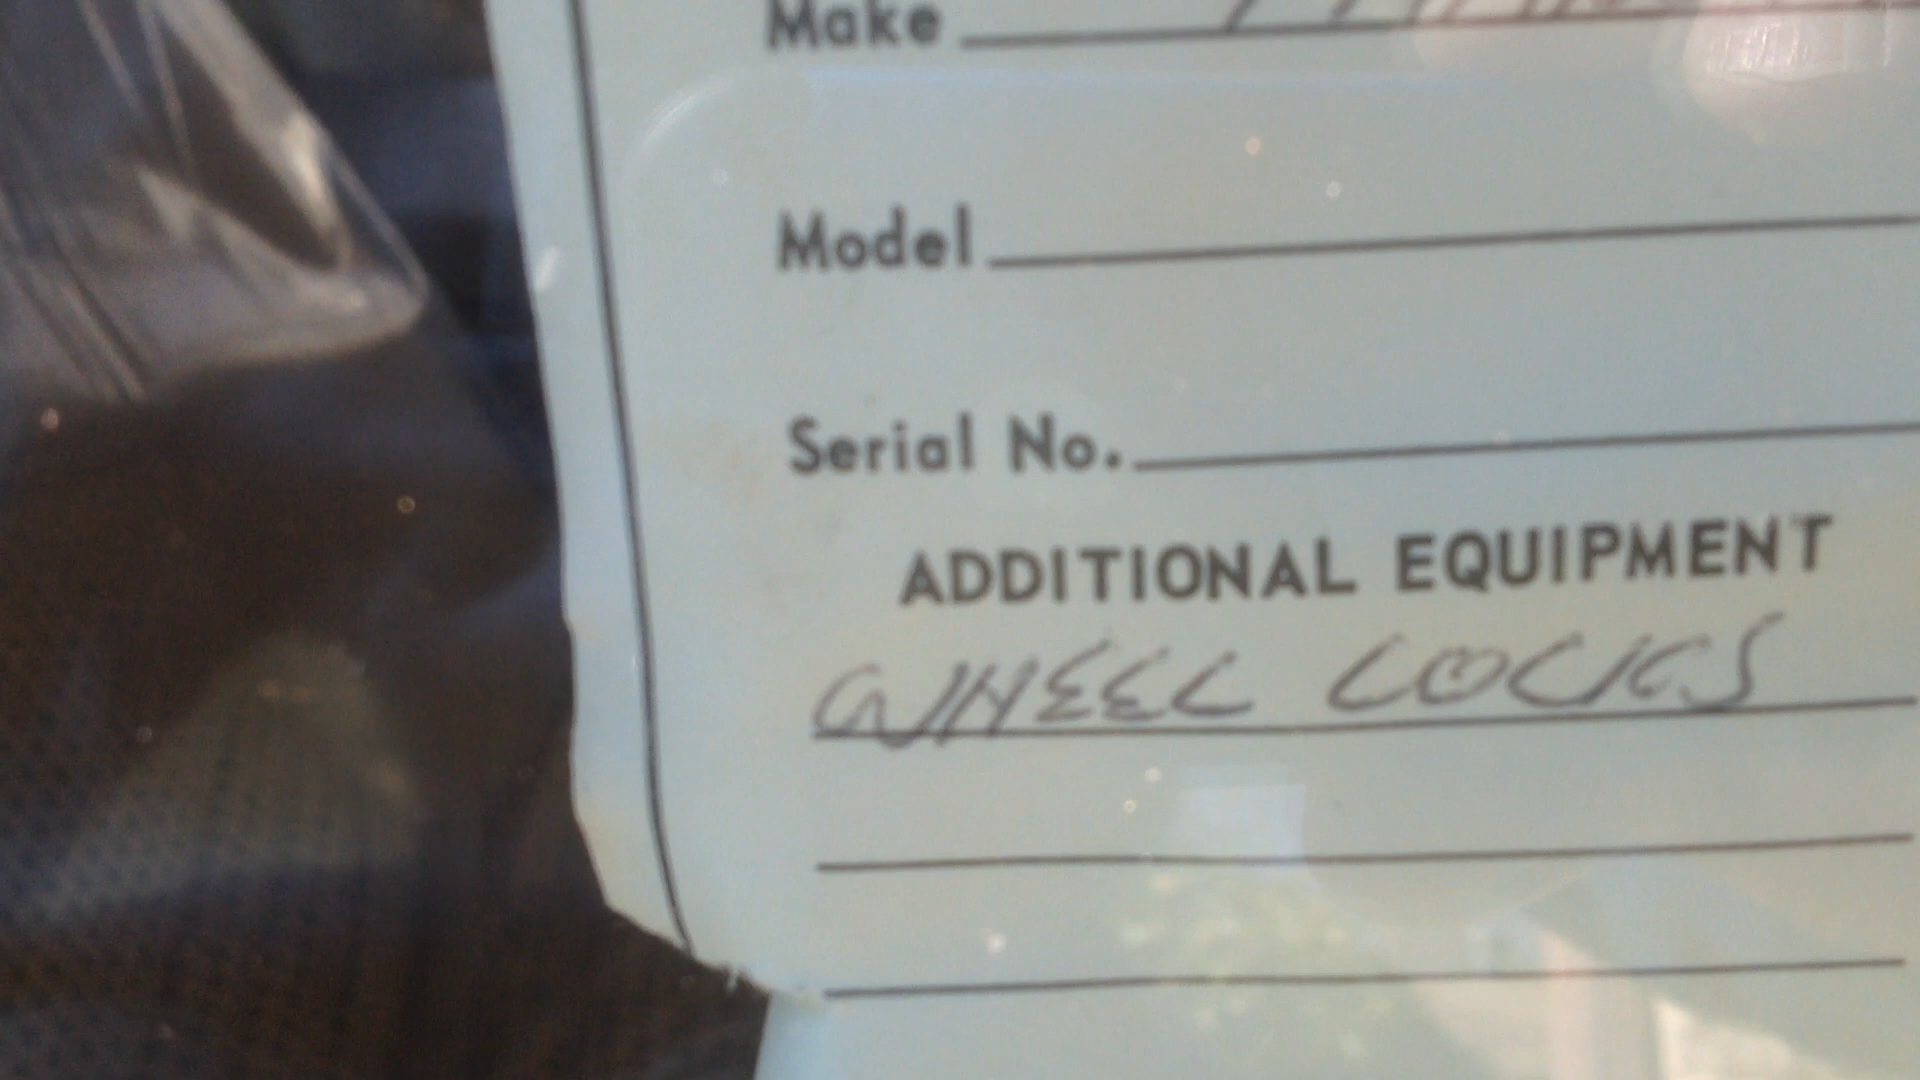 Make
Model
Serial No.
ADDITIONAL EQUIPMENT
WHEEL LOCKS